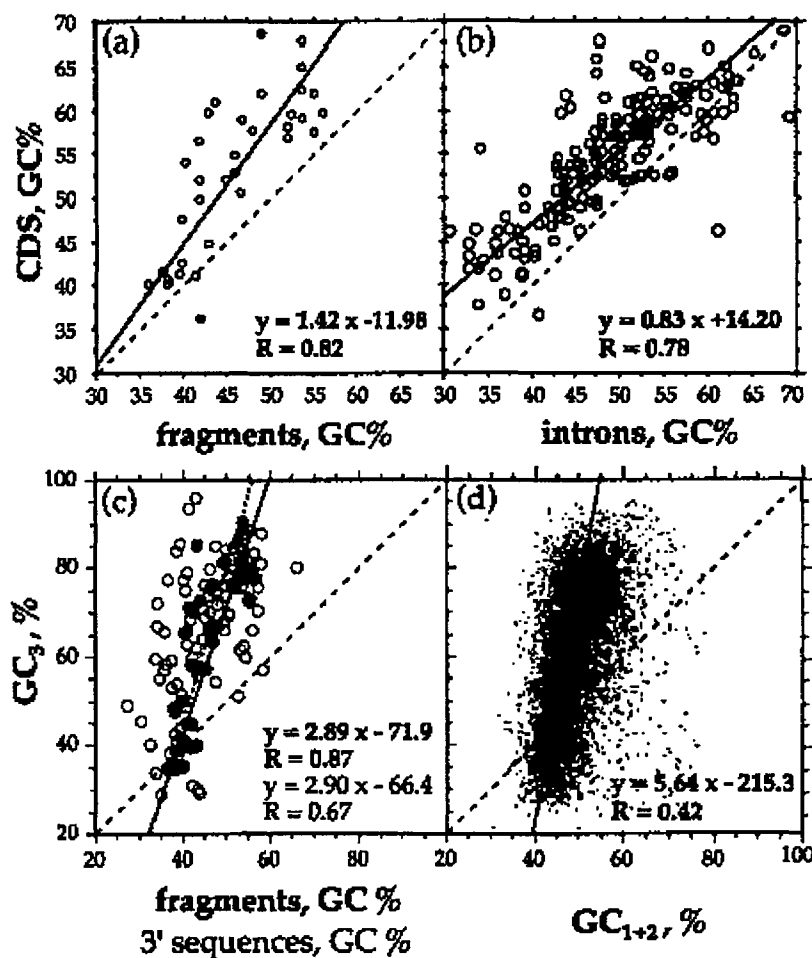 (a)
(b)
CDS, GC%
70
65
60
55
50
45
40
35
30
y = 1.42 x -11.98
R = 0.82
y = 0.83 x +14.20
R = 0.78
30 35 40 45 50 55 60 65
30 35 40 45 50 55 60 65 70
fragments, GC%
introns, GC%
(c)
(d)
GC3, %
100
80
60
40
20
y = 2.89 x - 71.9
R = 0.87
y = 2.90 x - 66.4
R = 0.67
y = 5.64 x - 215.3
R = 0.42
20 40 60 80
20 40 60 80 100
fragments, GC %
3' sequences, GC %
GC1+2, %